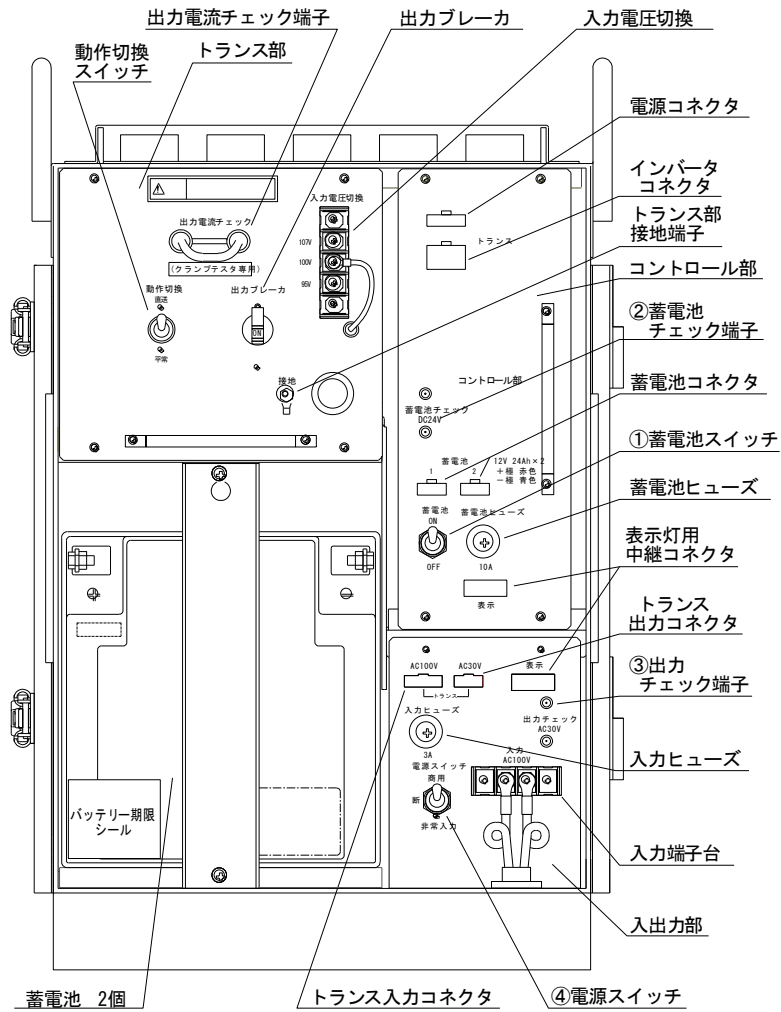 出力電流チェック端子
出力ブレーカ
入力電圧切換
動作切換
スイッチ
トランス部
電源コネクタ
インバータ
コネクタ
トランス部
接地端子
コントロール部
②蓄電池
チェック端子
蓄電池コネクタ
①蓄電池スイッチ
蓄電池ヒューズ
表示灯用
中継コネクタ
トランス
出力コネクタ
③出力
チェック端子
入力ヒューズ
入力端子台
入出力部
④電源スイッチ
トランス入力コネクタ
蓄電池 2個
出力電流チェック
(クランプテスタ専用)
入力電圧切換
107V
100V
95V
動作切換
直送
平常
出力ブレーカ
ON
接地
トランス
コントロール部
蓄電池チェック
DC24V
蓄電池
1
2
12V 24Ah×2
+極 赤色
−極 青色
蓄電池
ON
OFF
蓄電池ヒューズ
10A
表示
AC100V
AC30V
トランス
表示
入力ヒューズ
3A
出力チェック
AC30V
電源スイッチ
商用
断
非常入力
入力
AC100V
バッテリー期限
シール